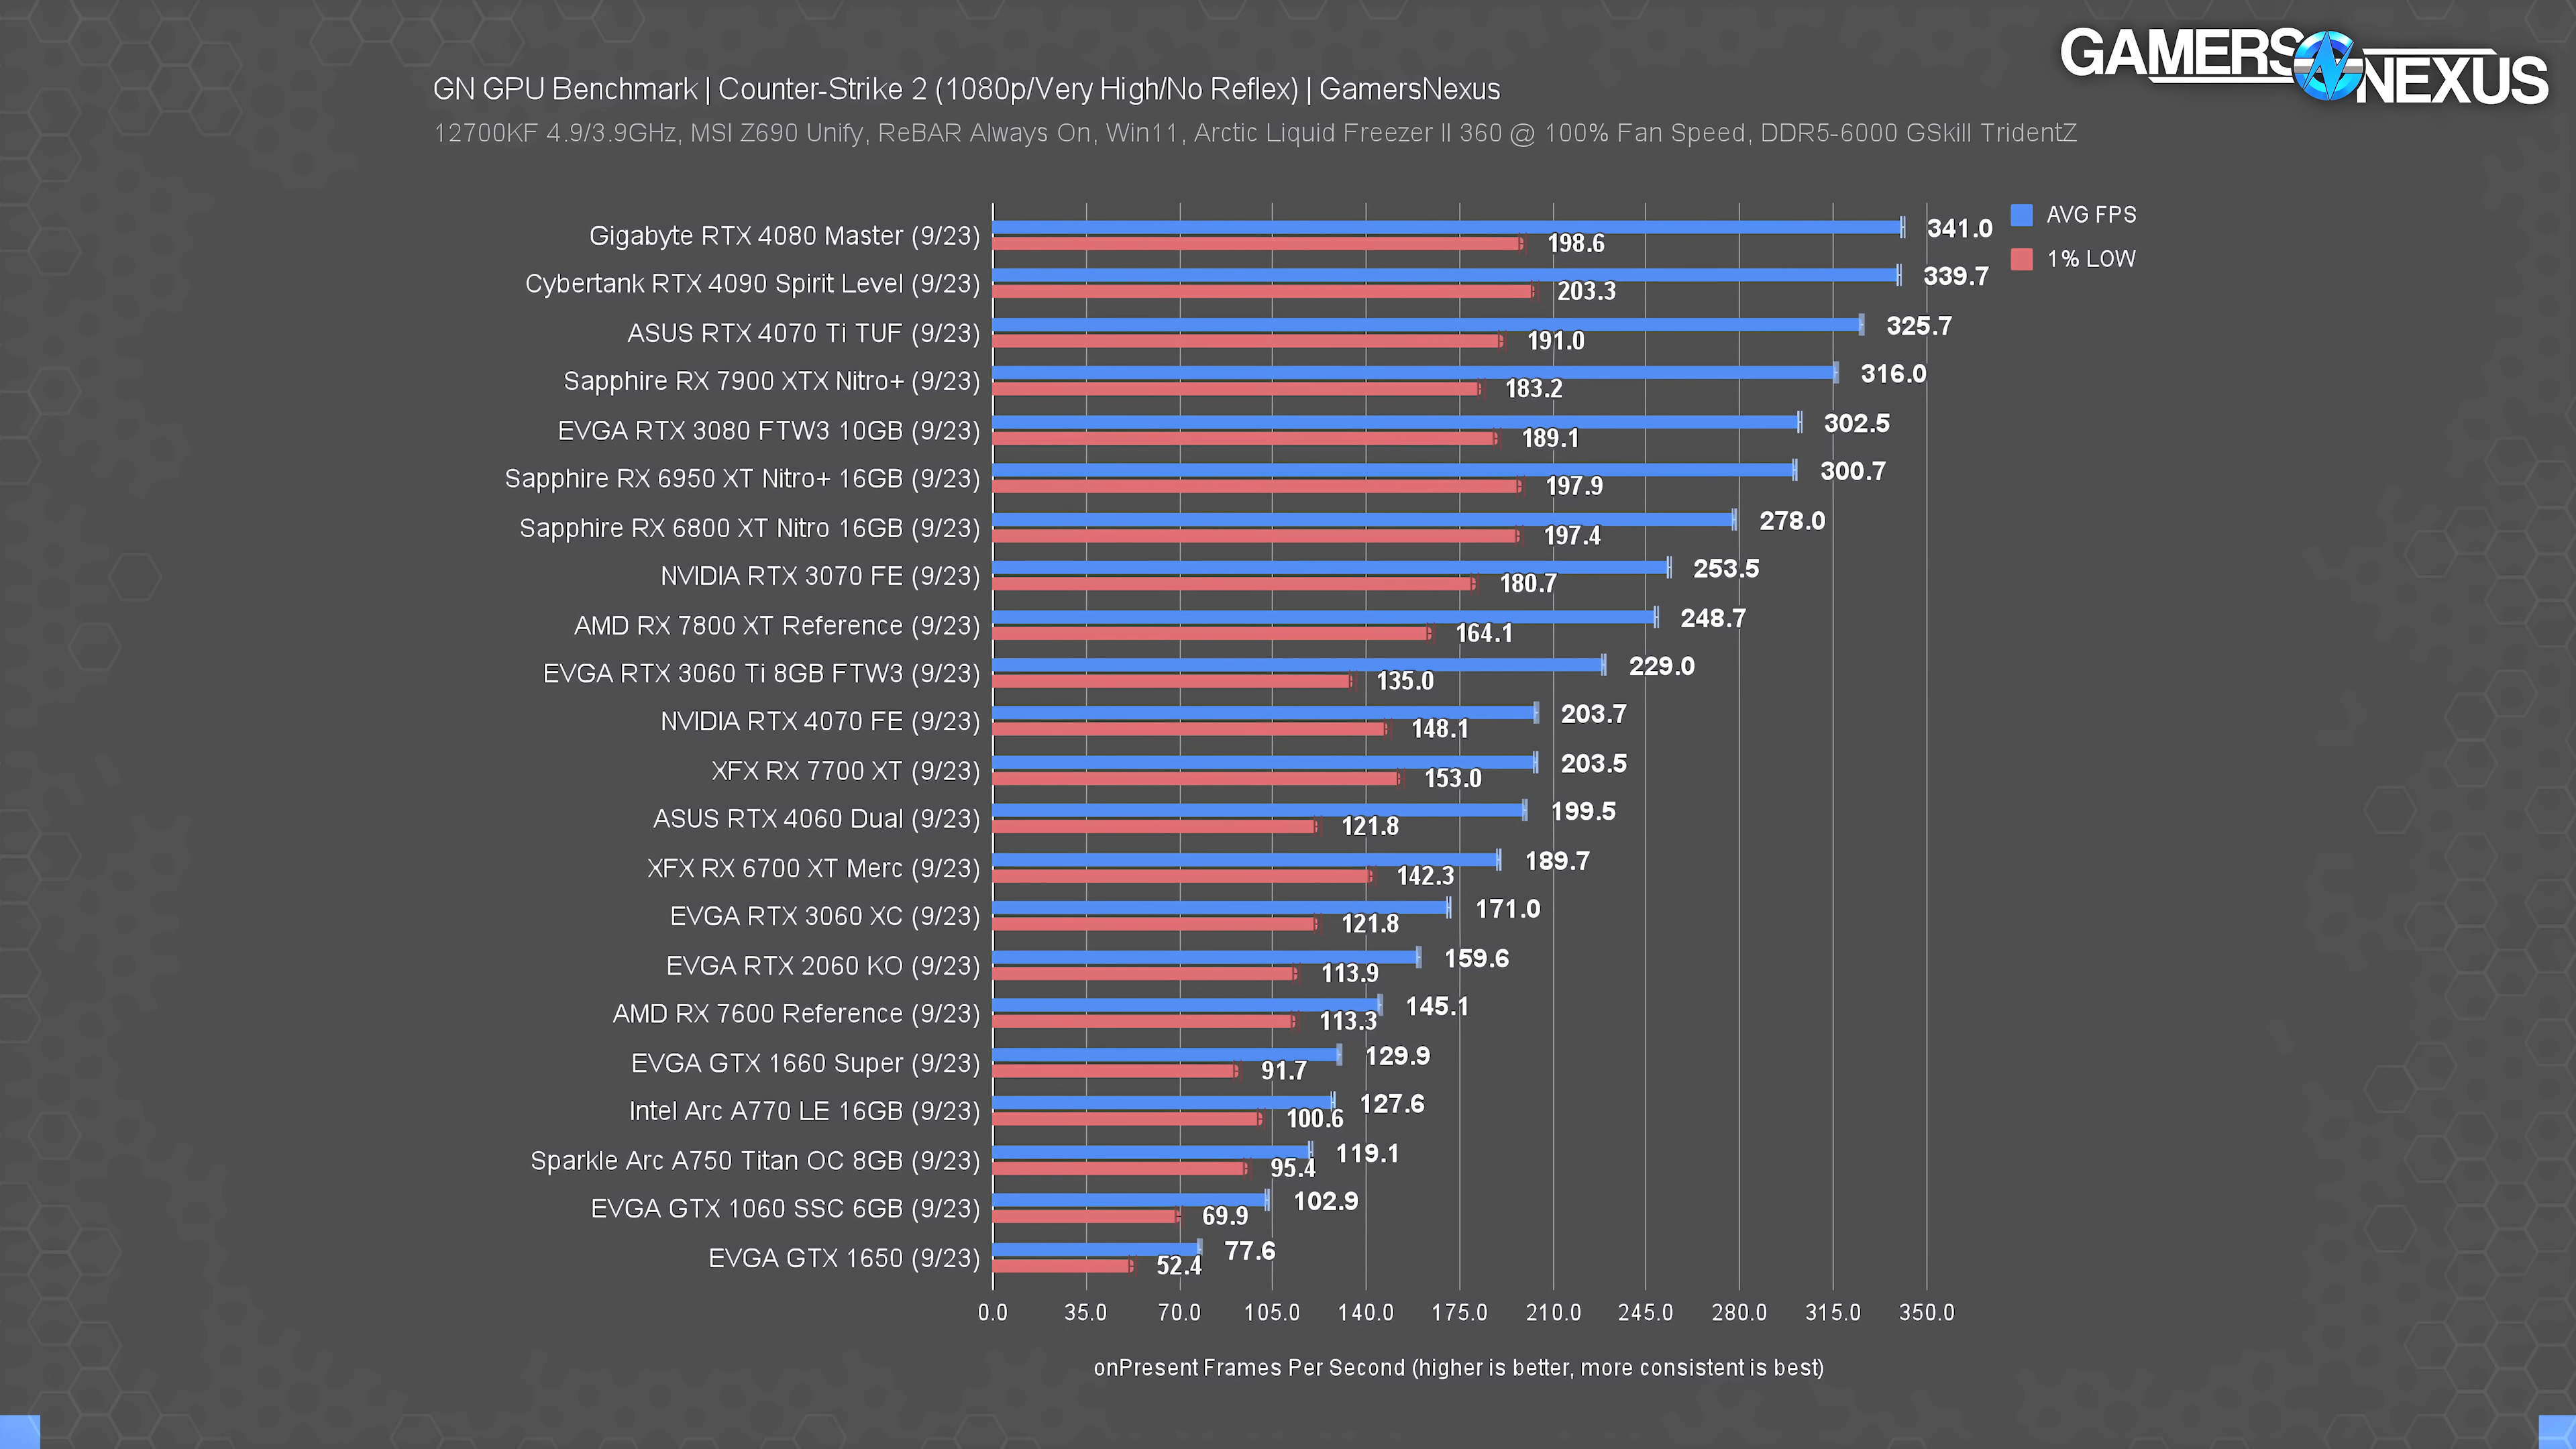 GAMERS NEXUS
GN GPU Benchmark | Counter-Strike 2 (1080p/Very High/No Reflex) | GamersNexus
12700KF 4.9/3.9GHz, MSI Z690 Unify, ReBAR Always On, Win11, Arctic Liquid Freezer II 360 @ 100% Fan Speed, DDR5-6000 GSkill TridentZ
AVG FPS
1% LOW
Gigabyte RTX 4080 Master (9/23) 341.0 198.6
Cybertank RTX 4090 Spirit Level (9/23) 339.7 203.3
ASUS RTX 4070 Ti TUF (9/23) 325.7 191.0
Sapphire RX 7900 XTX Nitro+ (9/23) 316.0 183.2
EVGA RTX 3080 FTW3 10GB (9/23) 302.5 189.1
Sapphire RX 6950 XT Nitro+ 16GB (9/23) 300.7 197.9
Sapphire RX 6800 XT Nitro 16GB (9/23) 278.0 197.4
NVIDIA RTX 3070 FE (9/23) 253.5 180.7
AMD RX 7800 XT Reference (9/23) 248.7 164.1
EVGA RTX 3060 Ti 8GB FTW3 (9/23) 229.0 135.0
NVIDIA RTX 4070 FE (9/23) 203.7 148.1
XFX RX 7700 XT (9/23) 203.5 153.0
ASUS RTX 4060 Dual (9/23) 199.5 121.8
XFX RX 6700 XT Merc (9/23) 189.7 142.3
EVGA RTX 3060 XC (9/23) 171.0 121.8
EVGA RTX 2060 KO (9/23) 159.6 113.9
AMD RX 7600 Reference (9/23) 145.1 113.3
EVGA GTX 1660 Super (9/23) 129.9 91.7
Intel Arc A770 LE 16GB (9/23) 127.6 100.6
Sparkle Arc A750 Titan OC 8GB (9/23) 119.1 95.4
EVGA GTX 1060 SSC 6GB (9/23) 102.9 69.9
EVGA GTX 1650 (9/23) 77.6 52.4
0.0 35.0 70.0 105.0 140.0 175.0 210.0 245.0 280.0 315.0 350.0
onPresent Frames Per Second (higher is better, more consistent is best)